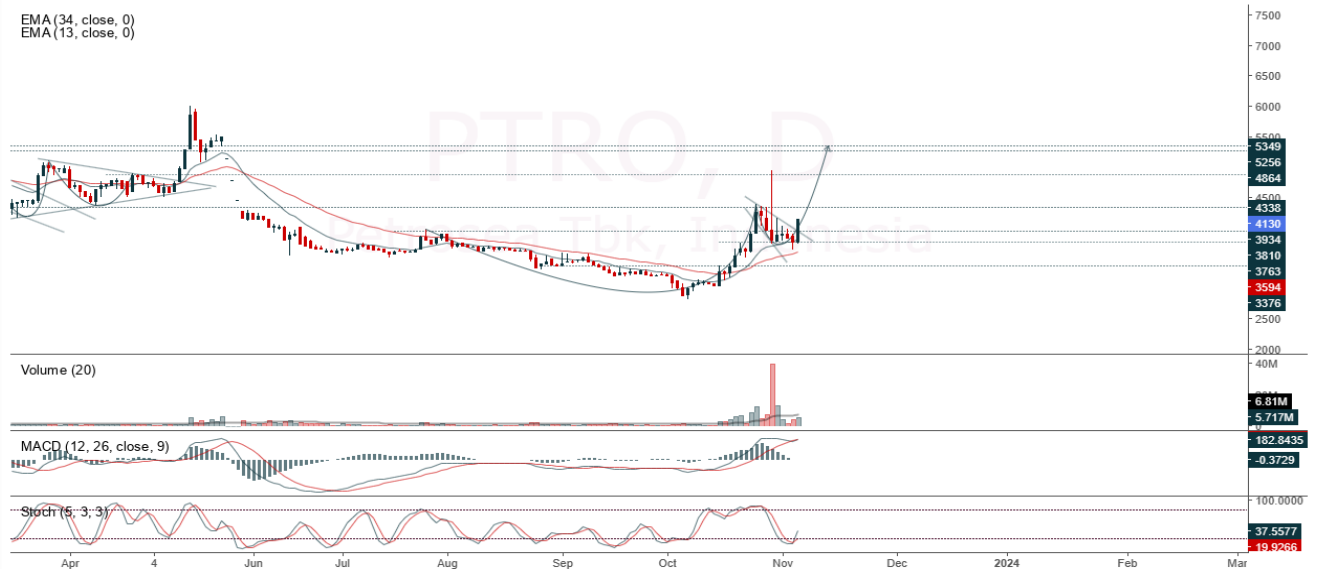 EMA (34, close, 0)
EMA (13, close, 0)
PTRO, D
Tbk, Indonesia
7500
7000
6500
6000
5500
5349
5256
4864
4500
4338
4130
3934
3810
3763
3594
3376
2500
2000
Volume (20)
40M
6.81M
5.717M
0
MACD (12, 26, close, 9)
182.8435
-0.3729
Stoch (5, 3, 3)
100.0000
37.5577
19.9266
Apr 4 Jun Jul Aug Sep Oct Nov Dec 2024 Feb Mar